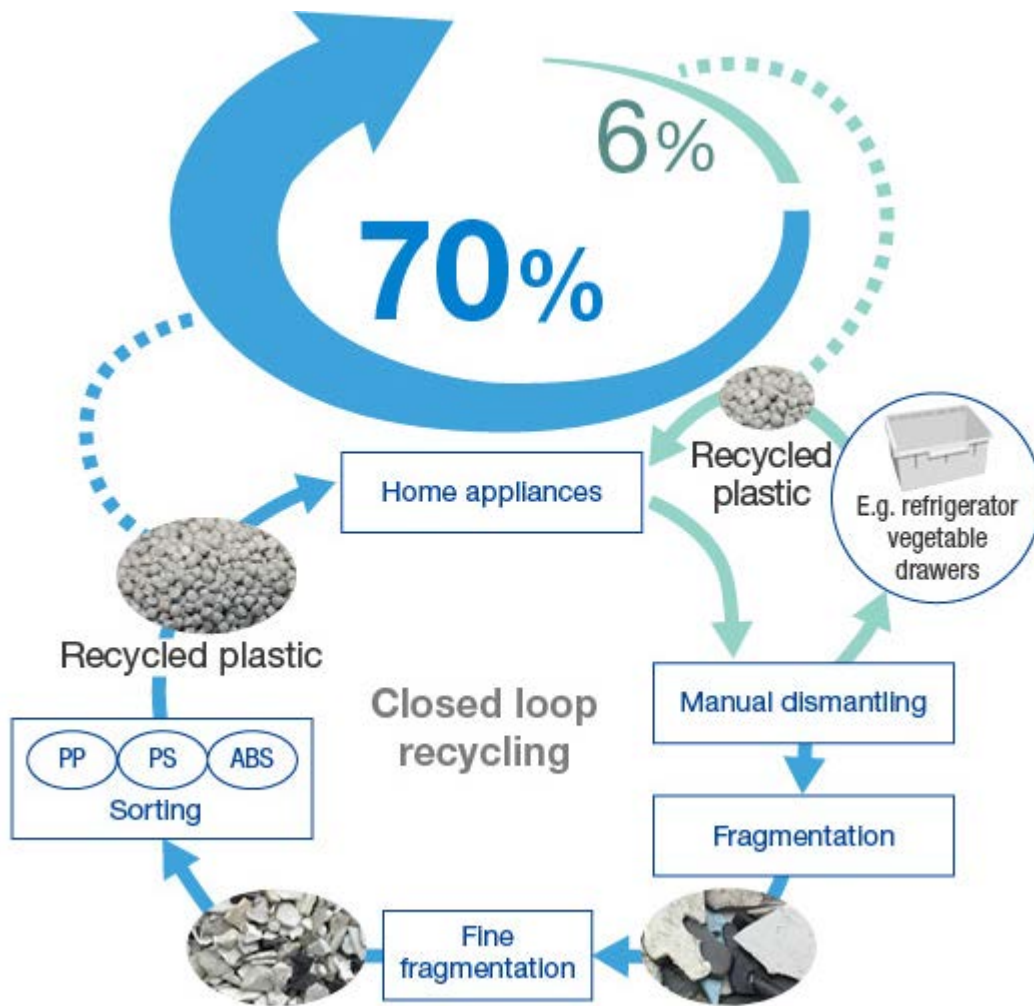 6%
70%
Home appliances
Recycled
plastic
E.g. refrigerator
vegetable
drawers
Recycled plastic
Closed loop
recycling
Manual dismantling
PP PS ABS
Sorting
Fragmentation
Fine
fragmentation